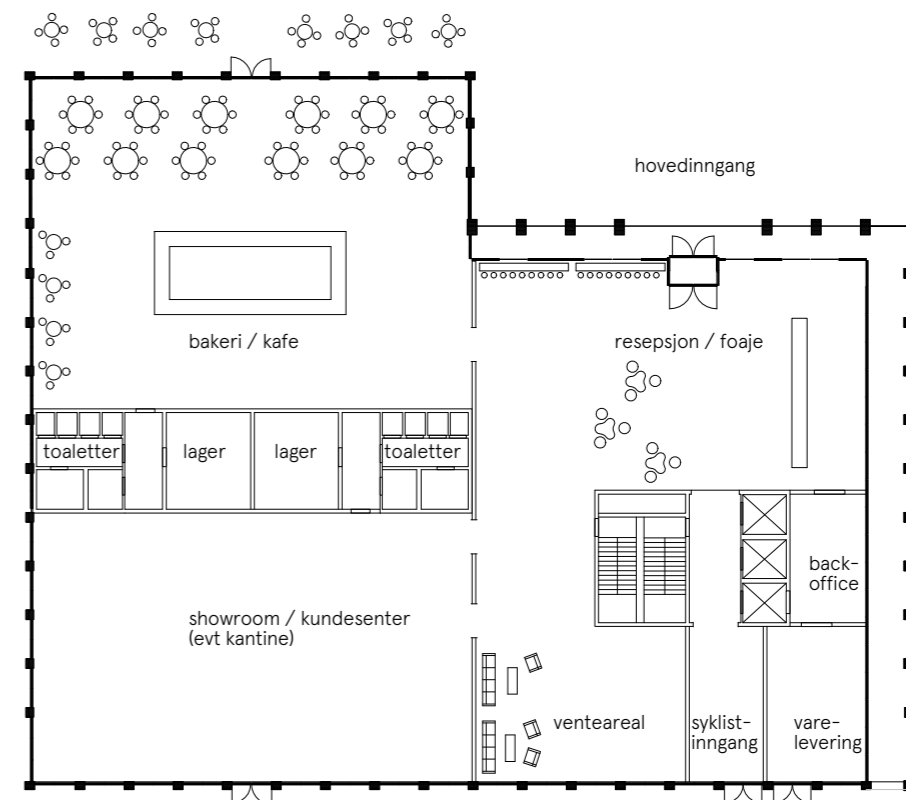 hovedinngang
bakeri / kafe
resepsjon / foaje
toaletter
lager
lager
toaletter
back-
office
showroom / kundesenter
(evt kantine)
venteareal
syklist-
inngang
vare-
levering